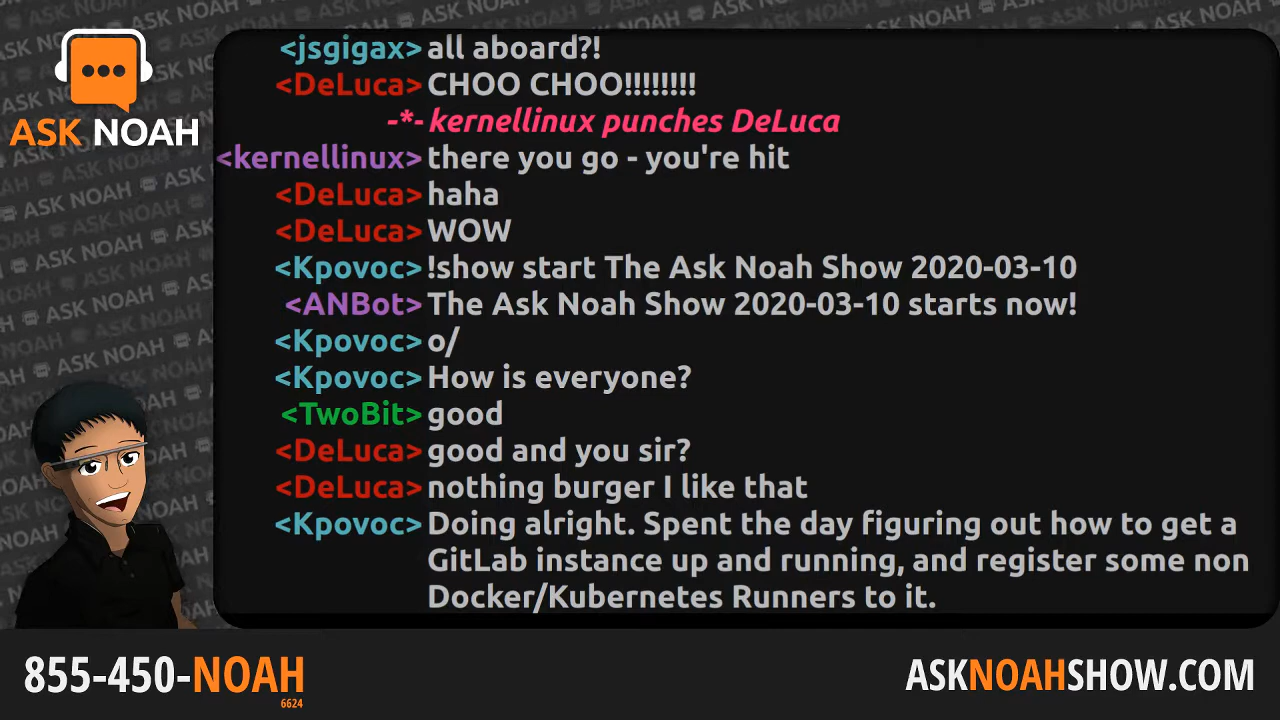 ASK NOAH
<jsgigax> all aboard?!
<DeLuca> CHOO CHOO!!!!!!!!
-*- kernellinux punches DeLuca
<kernellinux> there you go - you're hit
<DeLuca> haha
<DeLuca> WOW
<Kpovoc> !show start The Ask Noah Show 2020-03-10
<ANBot> The Ask Noah Show 2020-03-10 starts now!
<Kpovoc> o/
<Kpovoc> How is everyone?
<TwoBit> good
<DeLuca> good and you sir?
<DeLuca> nothing burger I like that
<Kpovoc> Doing alright. Spent the day figuring out how to get a
GitLab instance up and running, and register some non
Docker/Kubernetes Runners to it.
855-450-NOAH
6624
ASKNOAHSHOW.COM